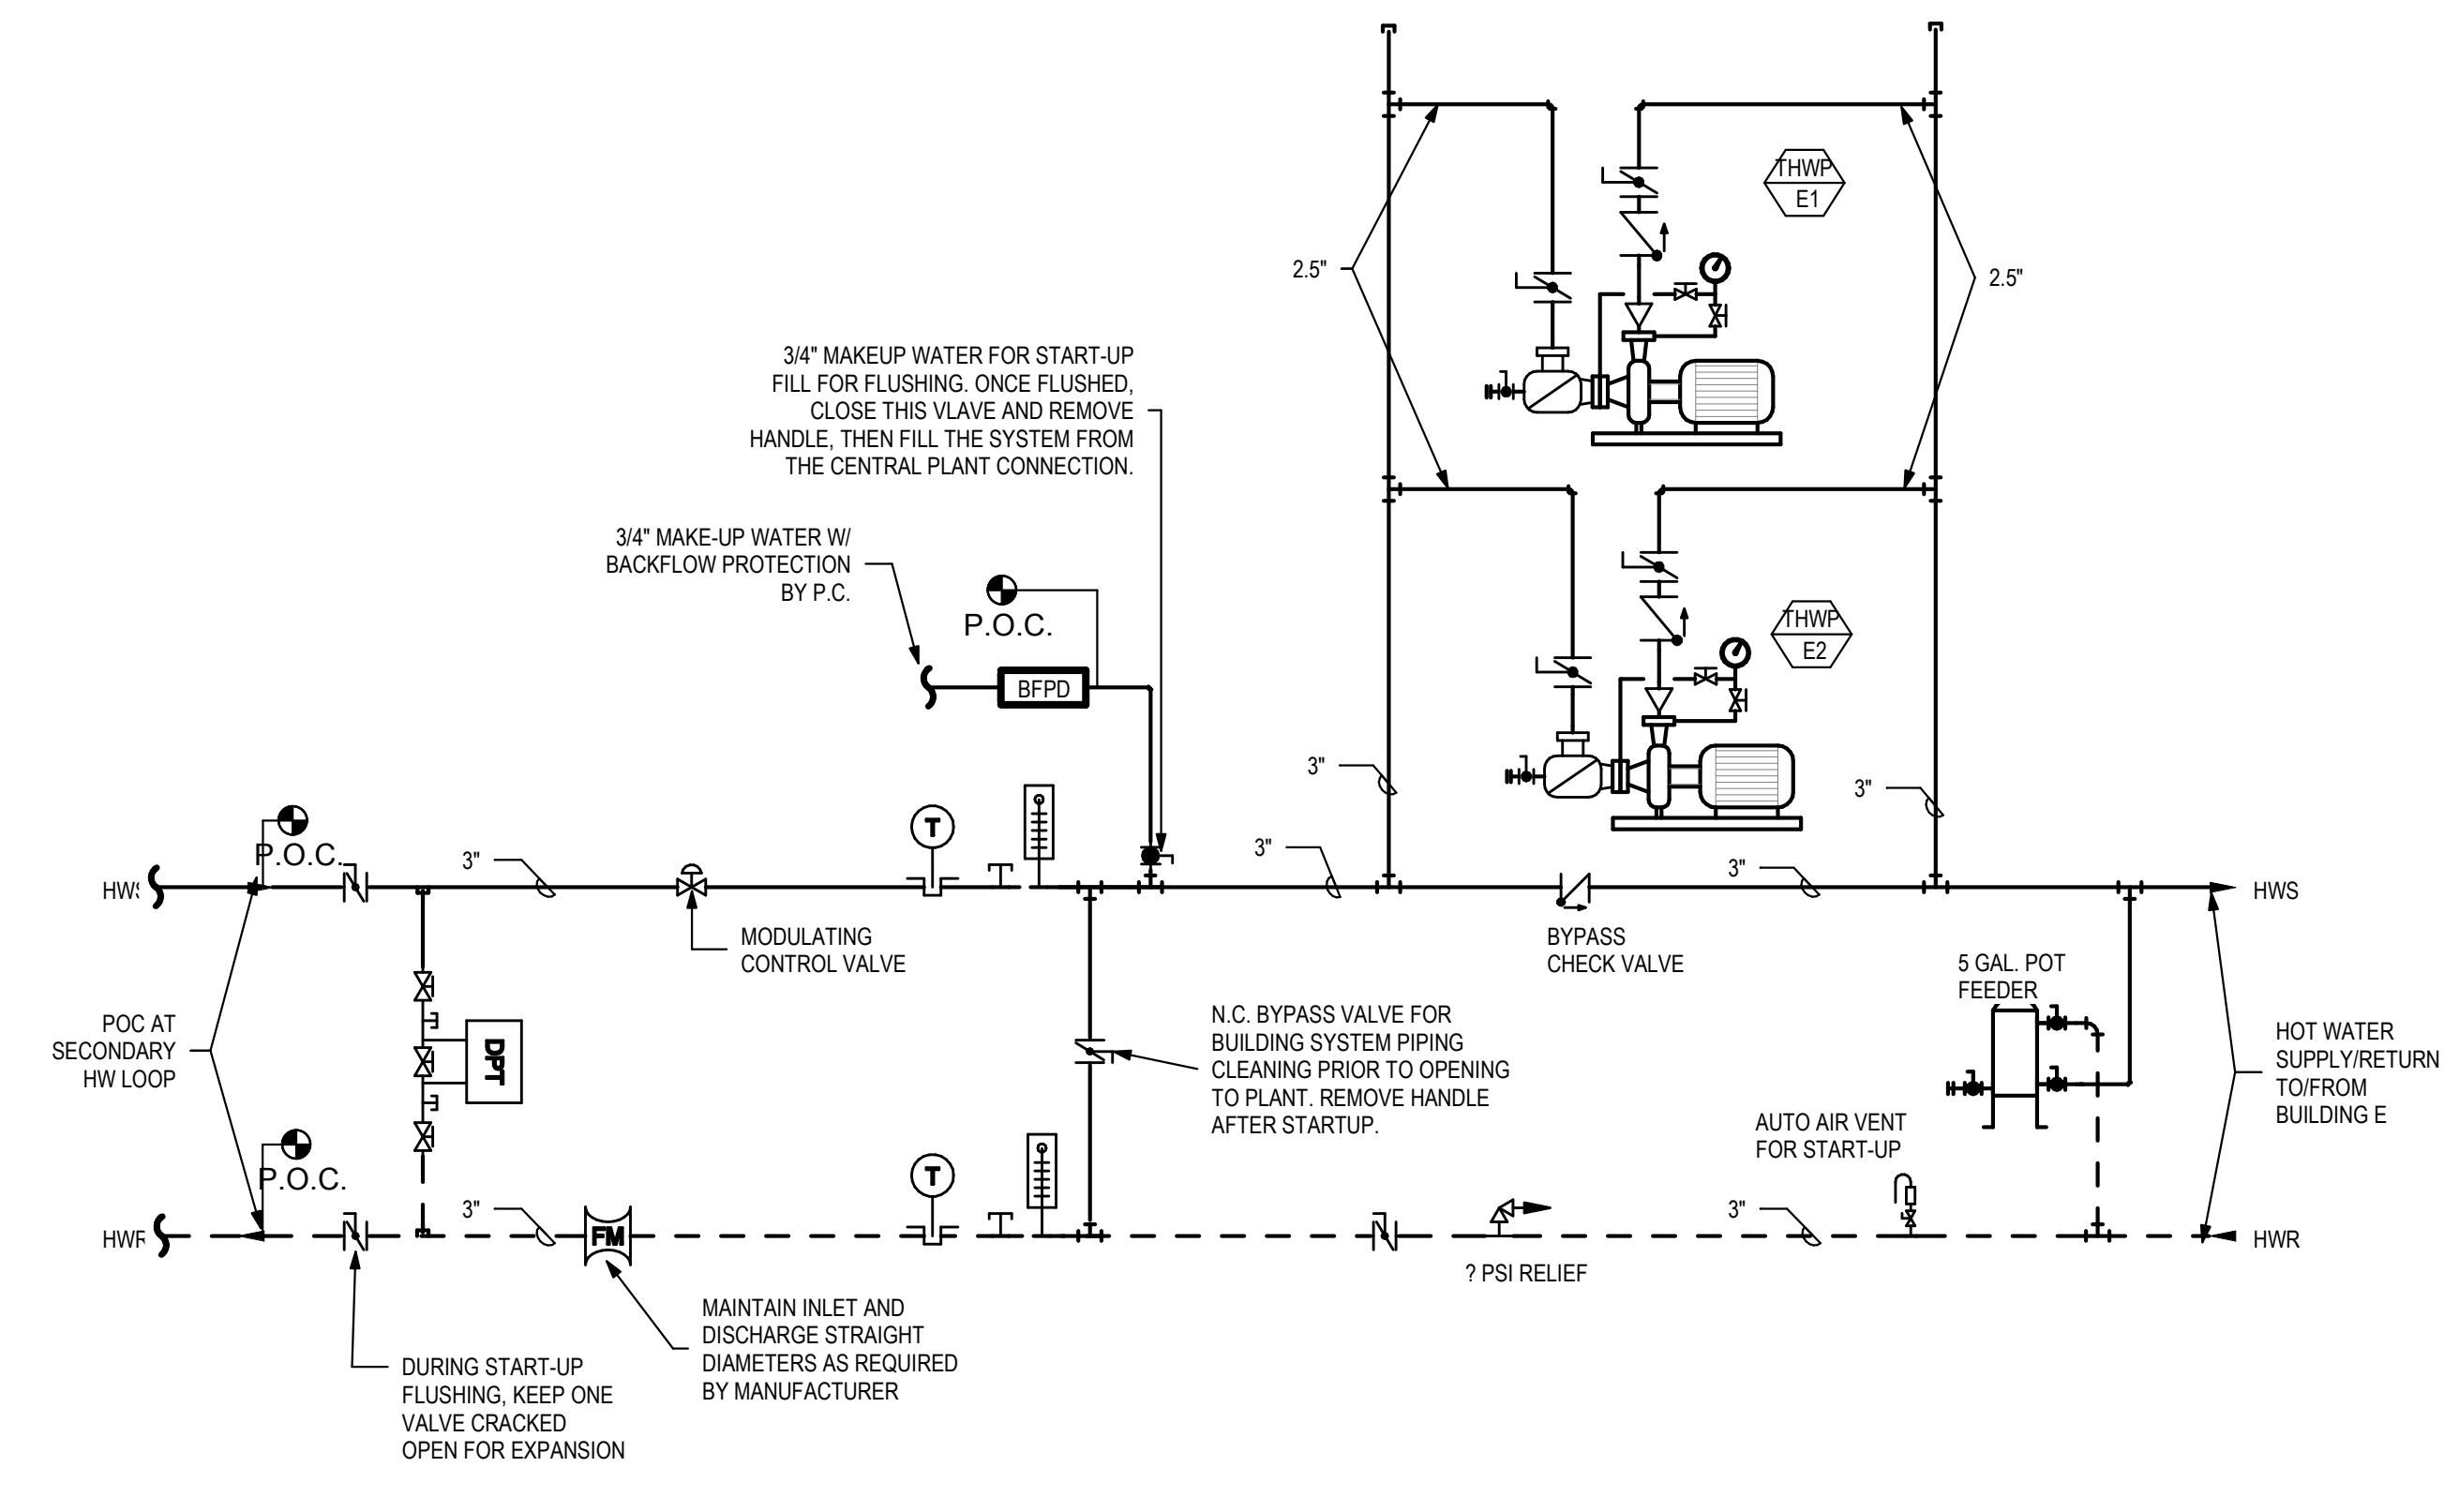 THWP
E1
2.5"
2.5"
3/4" MAKEUP WATER FOR START-UP
FILL FOR FLUSHING. ONCE FLUSHED,
CLOSE THIS VLAVE AND REMOVE
HANDLE, THEN FILL THE SYSTEM FROM
THE CENTRAL PLANT CONNECTION.
3/4" MAKE-UP WATER W/
BACKFLOW PROTECTION
BY P.C.
P.O.C.
BFPD
THWP
E2
3"
3"
P.O.C.
3"
T
3"
3"
HWS
HWS
MODULATING
CONTROL VALVE
BYPASS
CHECK VALVE
5 GAL. POT
FEEDER
POC AT
SECONDARY
HW LOOP
DPT
N.C. BYPASS VALVE FOR
BUILDING SYSTEM PIPING
CLEANING PRIOR TO OPENING
TO PLANT. REMOVE HANDLE
AFTER STARTUP.
HOT WATER
SUPPLY/RETURN
TO/FROM
BUILDING E
AUTO AIR VENT
FOR START-UP
P.O.C.
3"
T
3"
HWR
FM
HWR
? PSI RELIEF
MAINTAIN INLET AND
DISCHARGE STRAIGHT
DIAMETERS AS REQUIRED
BY MANUFACTURER
DURING START-UP
FLUSHING, KEEP ONE
VALVE CRACKED
OPEN FOR EXPANSION